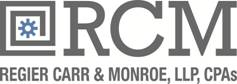 RCM
REGIER CARR & MONROE, LLP, CPAs